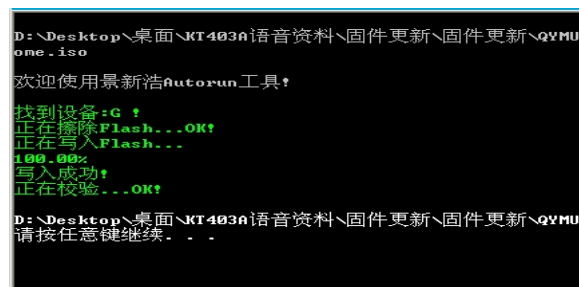 D:\Desktop\桌面\KT403A语音资料\固件更新\固件更新\QYMU
ome.iso
欢迎使用景新浩Autorun工具!
找到设备:G !
正在擦除Flash...OK!
正在写入Flash...
100.00%
写入成功!
正在校验...OK!
D:\Desktop\桌面\KT403A语音资料\固件更新\固件更新\QYMU
请按任意键继续. . .